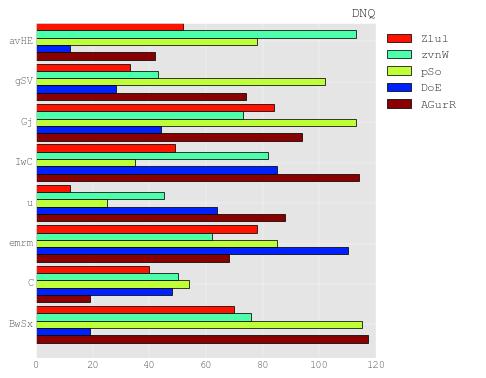 DNQ
Zlul
zvnW
pSo
DoE
AGurR
avHE
gSV
Gj
IwC
u
emrm
C
BwSx
0 20 40 60 80 100 120